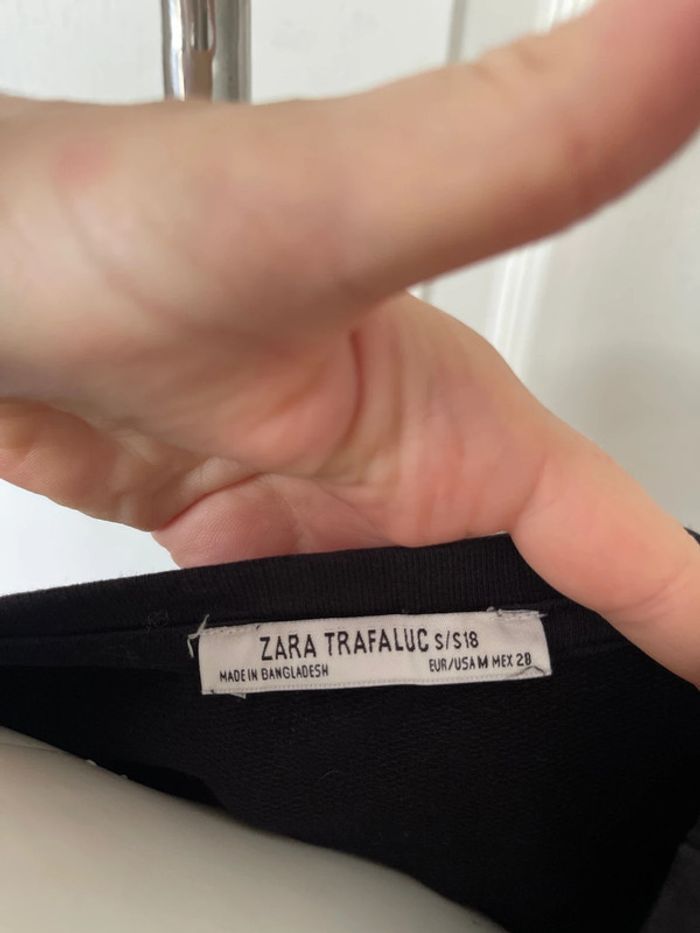 ZARA TRAFALUC S/S18
MADE IN BANGLADESH EUR/USA M MEX 28